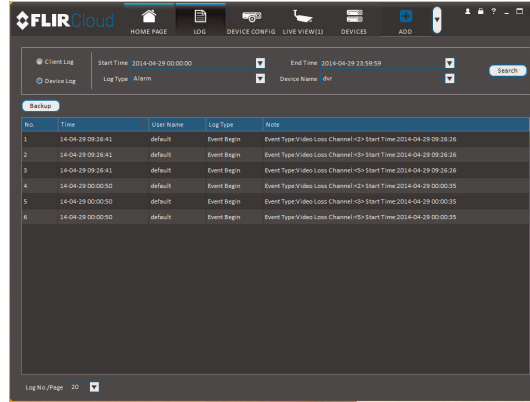 FLIR Cloud
HOME PAGE LOG DEVICE CONFIG LIVE VIEW(1) DEVICES ADD
Client Log Start Time 2014-04-29 00:00:00 End Time 2014-04-29 23:59:59
Device Log Log Type Alarm Device Name dvr Search
Backup
No. Time User Name Log Type Note
1 14-04-29 09:26:41 default Event Begin Event Type:Video Loss Channel:<2> Start Time:2014-04-29 09:26:26
2 14-04-29 09:26:41 default Event Begin Event Type:Video Loss Channel:<3> Start Time:2014-04-29 09:26:26
3 14-04-29 09:26:41 default Event Begin Event Type:Video Loss Channel:<5> Start Time:2014-04-29 09:26:26
4 14-04-29 00:00:50 default Event Begin Event Type:Video Loss Channel:<2> Start Time:2014-04-29 00:00:35
5 14-04-29 00:00:50 default Event Begin Event Type:Video Loss Channel:<3> Start Time:2014-04-29 00:00:35
6 14-04-29 00:00:50 default Event Begin Event Type:Video Loss Channel:<5> Start Time:2014-04-29 00:00:35
Log No./Page 20